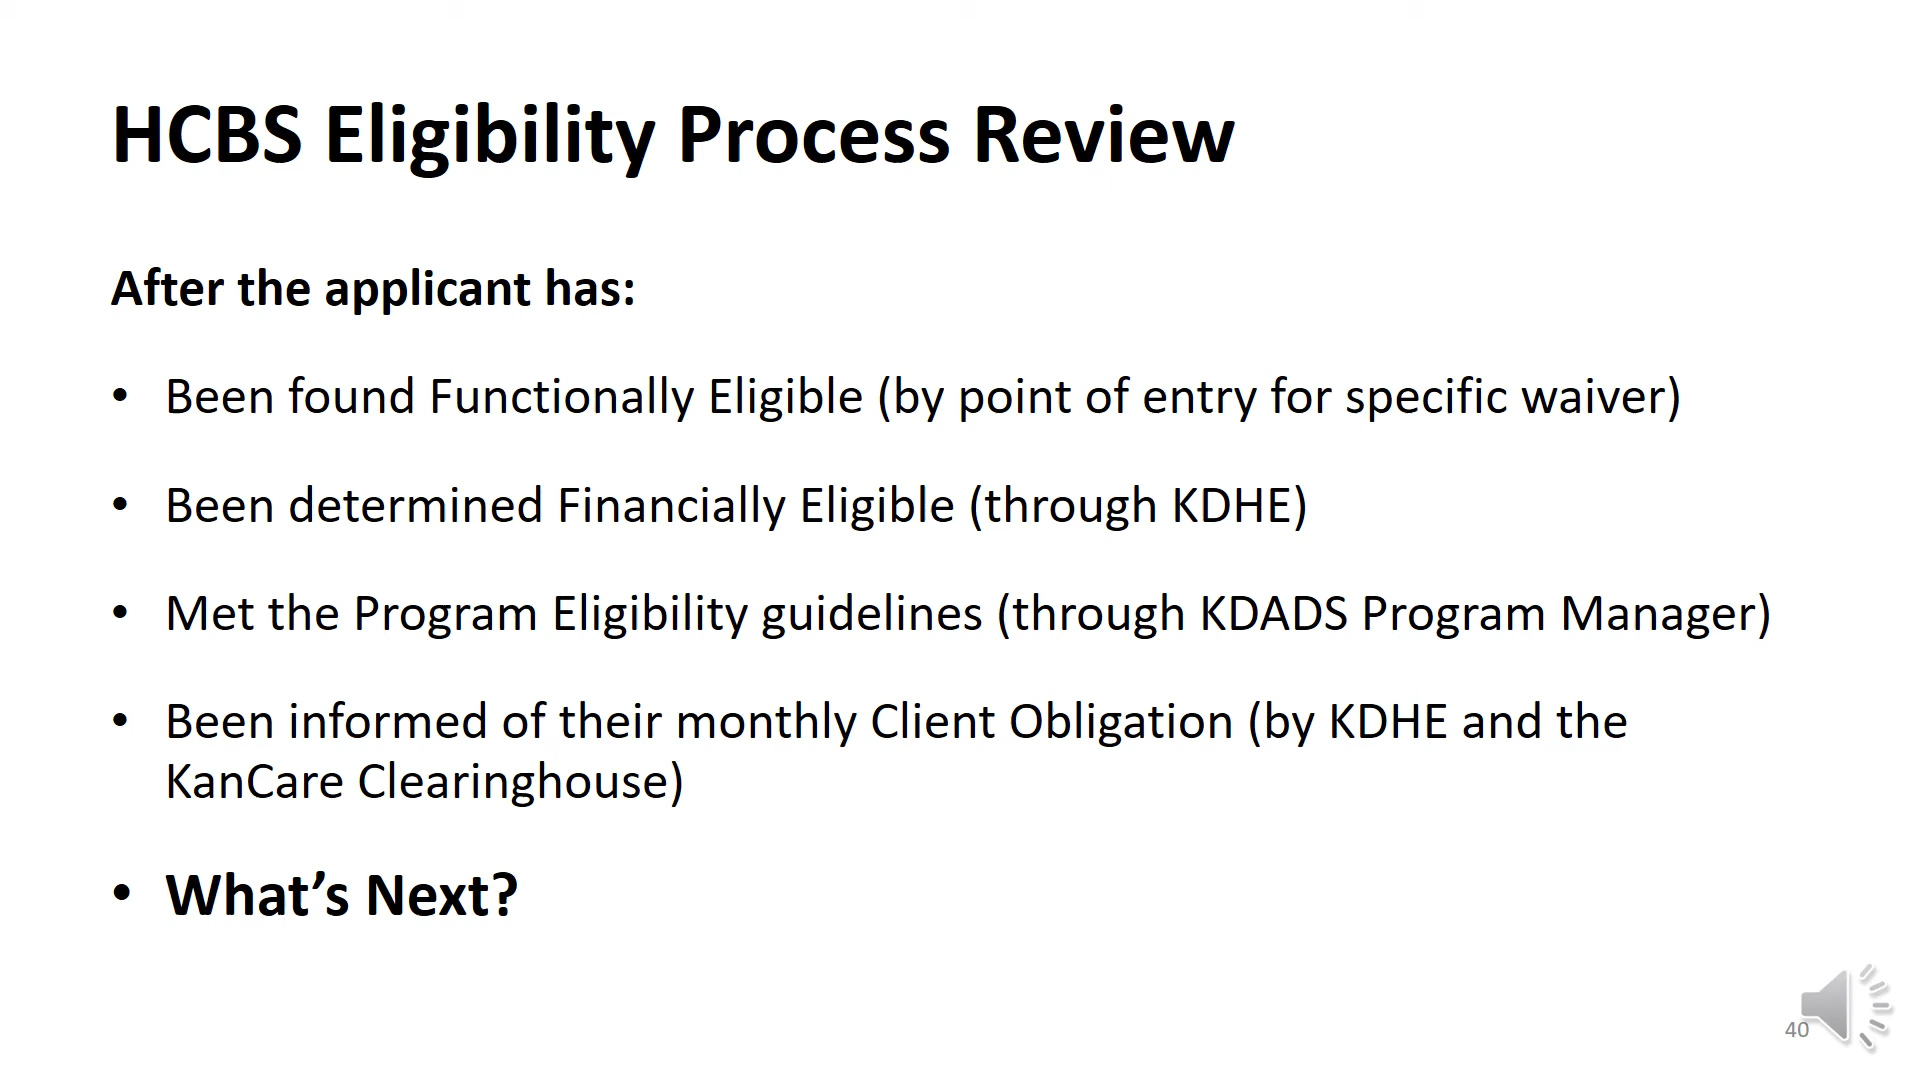 HCBS Eligibility Process Review
After the applicant has:
• Been found Functionally Eligible (by point of entry for specific waiver)
• Been determined Financially Eligible (through KDHE)
• Met the Program Eligibility guidelines (through KDADS Program Manager)
• Been informed of their monthly Client Obligation (by KDHE and the
KanCare Clearinghouse)
• What’s Next?
40